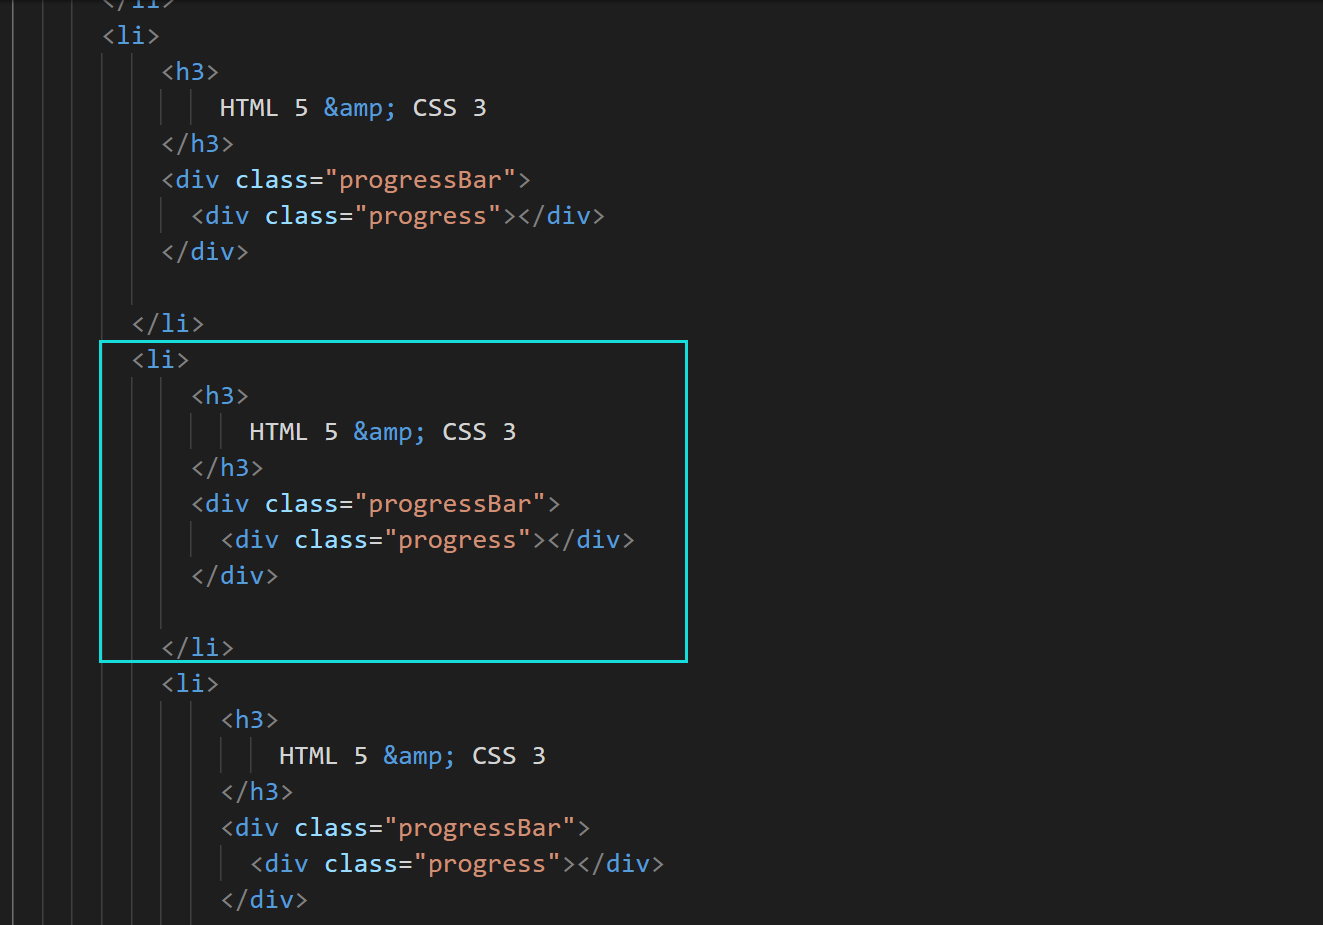 </li>
<li>
<h3>
HTML 5 &amp; CSS 3
</h3>
<div class="progressBar">
<div class="progress"></div>
</div>
</li>
<li>
<h3>
HTML 5 &amp; CSS 3
</h3>
<div class="progressBar">
<div class="progress"></div>
</div>
</li>
<li>
<h3>
HTML 5 &amp; CSS 3
</h3>
<div class="progressBar">
<div class="progress"></div>
</div>